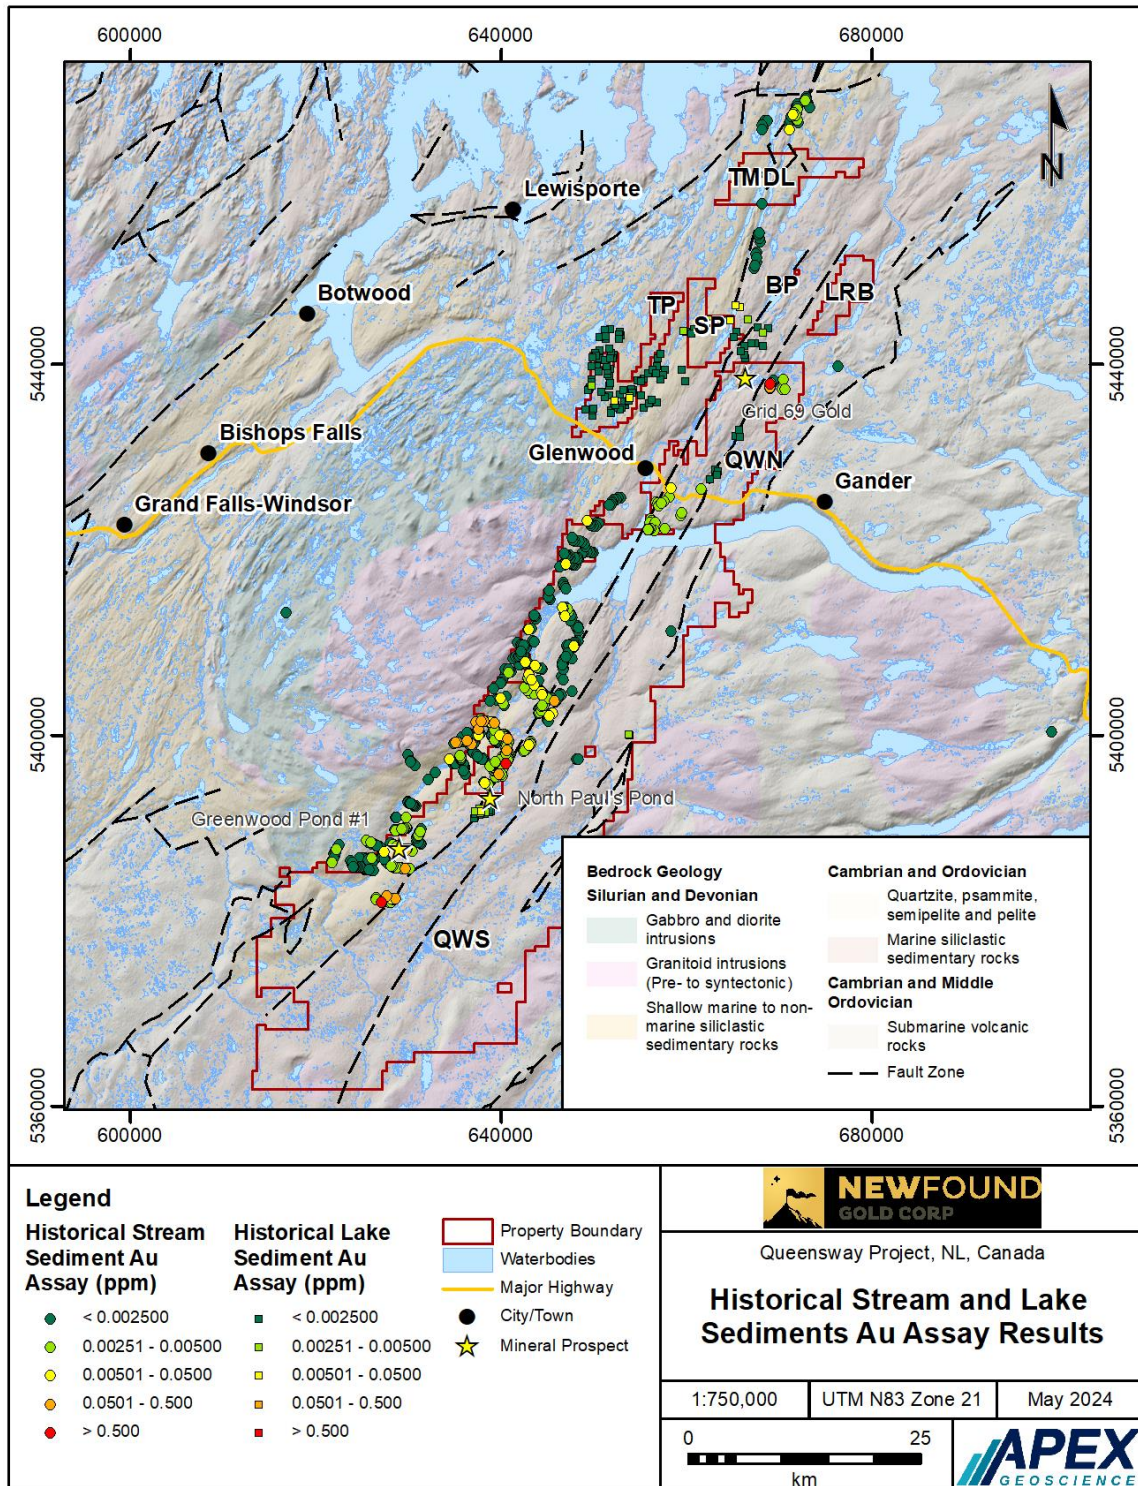 600000
640000
680000
N
TMDL
Lewisporte
BP
LRB
Botwood
TP
SP
5440000
5440000
Grid 69 Gold
Bishops Falls
Glenwood
QWN
Gander
Grand Falls-Windsor
5400000
5400000
North Paul's Pond
Greenwood Pond #1
QWS
Bedrock Geology
Silurian and Devonian
Gabbro and diorite
intrusions
Granitoid intrusions
(Pre- to syntectonic)
Shallow marine to non-
marine siliclastic
sedimentary rocks
Cambrian and Ordovician
Quartzite, psammite,
semipelite and pelite
Marine siliclastic
sedimentary rocks
Cambrian and Middle
Ordovician
Submarine volcanic
rocks
Fault Zone
5360000
5360000
600000
640000
680000
Legend
Historical Stream
Sediment Au
Assay (ppm)
< 0.002500
0.00251 - 0.00500
0.00501 - 0.0500
0.0501 - 0.500
> 0.500
Historical Lake
Sediment Au
Assay (ppm)
< 0.002500
0.00251 - 0.00500
0.00501 - 0.0500
0.0501 - 0.500
> 0.500
Property Boundary
Waterbodies
Major Highway
City/Town
Mineral Prospect
NEWFOUND
GOLD CORP
Queensway Project, NL, Canada
Historical Stream and Lake
Sediments Au Assay Results
1:750,000
UTM N83 Zone 21
May 2024
0
25
km
APEX
GEOSCIENCE